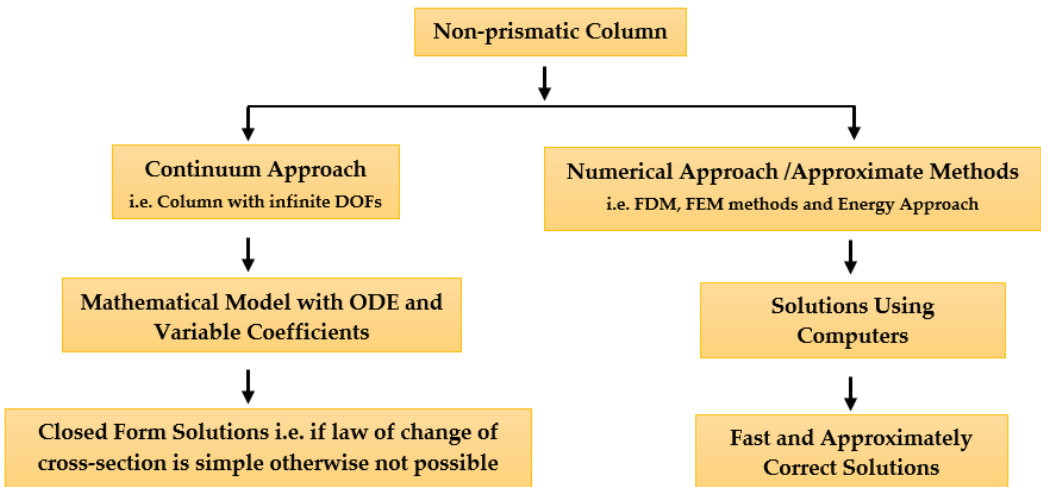 Non-prismatic Column
Continuum Approach
i.e. Column with infinite DOFs
Numerical Approach /Approximate Methods
i.e. FDM, FEM methods and Energy Approach
Mathematical Model with ODE and
Variable Coefficients
Solutions Using
Computers
Closed Form Solutions i.e. if law of change of
cross-section is simple otherwise not possible
Fast and Approximately
Correct Solutions